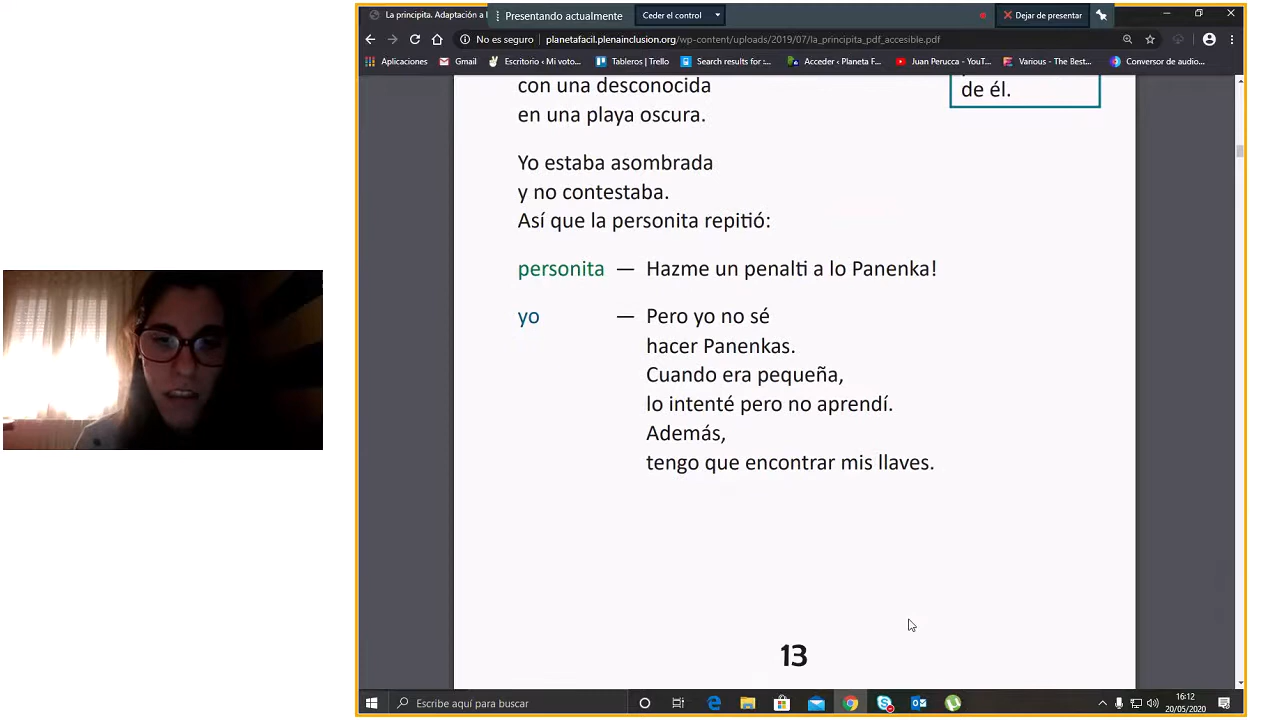 La principita. Adaptación a l
Presentando actualmente
Ceder el control
Dejar de presentar
No es seguro
planetafacil.plenainclusion.org/wp-content/uploads/2019/07/la_principita_pdf_accesible.pdf
Aplicaciones
Gmail
Escritorio ‹ Mi voto...
Tableros | Trello
Search results for :...
Acceder ‹ Planeta F...
Juan Perucca - YouT...
Various - The Best...
Conversor de audio...
con una desconocida
de él.
en una playa oscura.
Yo estaba asombrada
y no contestaba.
Así que la personita repitió:
personita — Hazme un penalti a lo Panenka!
yo — Pero yo no sé
hacer Panenkas.
Cuando era pequeña,
lo intenté pero no aprendí.
Además,
tengo que encontrar mis llaves.
13
Escribe aquí para buscar
16:12
20/05/2020